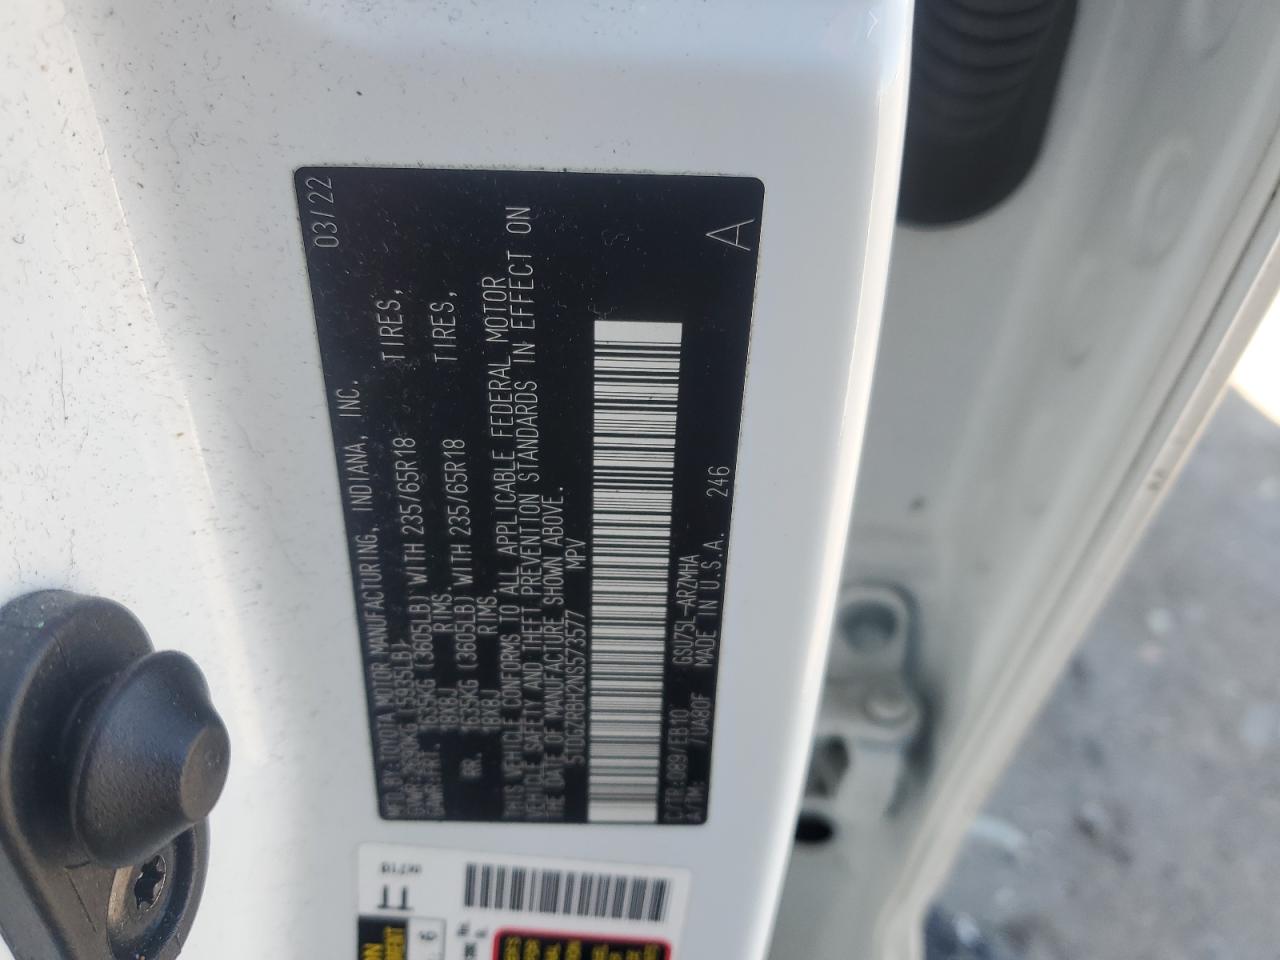 MFD.BY:TOYOTA MOTOR MANUFACTURING, INDIANA, INC. 03/22
GVWR:2690KG (5935LB)
GAWR:FRT. 1635KG (3605LB) WITH 235/65R18 TIRES,
18X8J RIMS.
RR. 1635KG (3605LB) WITH 235/65R18 TIRES,
18X8J RIMS.
THIS VEHICLE CONFORMS TO ALL APPLICABLE FEDERAL MOTOR
VEHICLE SAFETY AND THEFT PREVENTION STANDARDS IN EFFECT ON
THE DATE OF MANUFACTURE SHOWN ABOVE.
5TDGZRBH2NS573577 MPV
C/TR:089/EB10 GSU75L-ARZMHA
A/TM: /UA80F MADE IN U.S.A. 246 A
TT